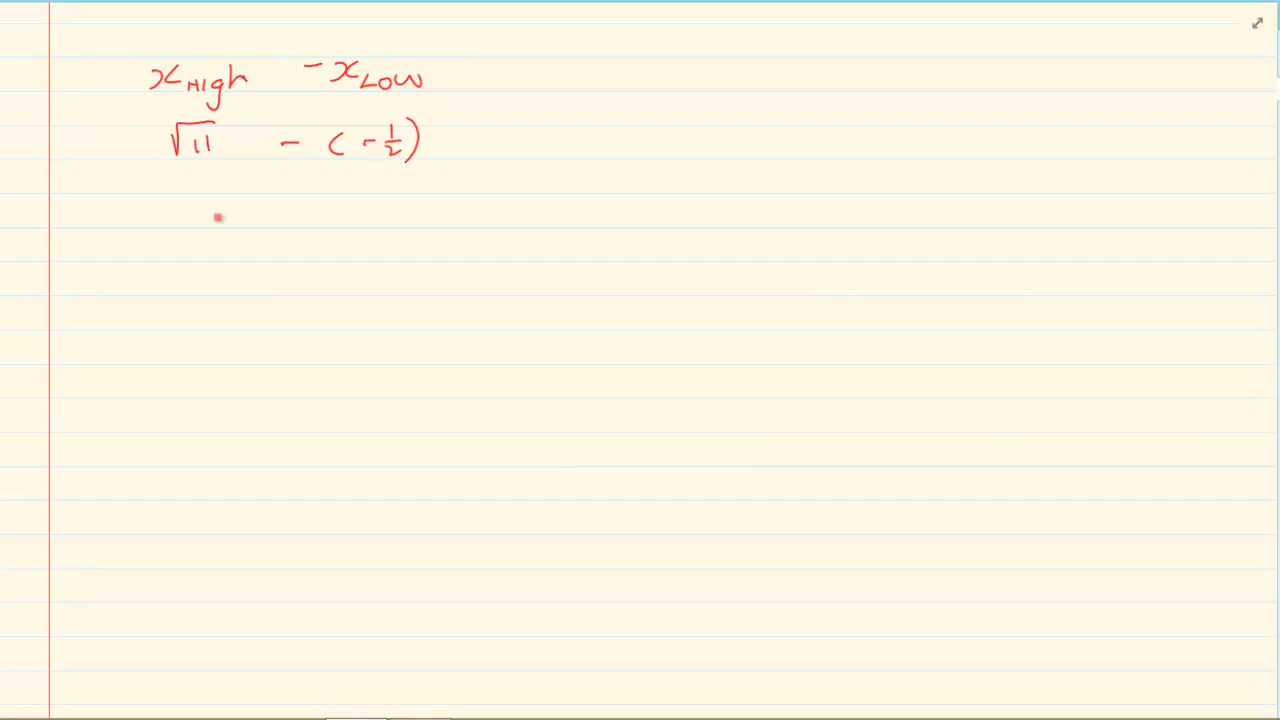 x_High - x_Low
√11 - (-1/2)